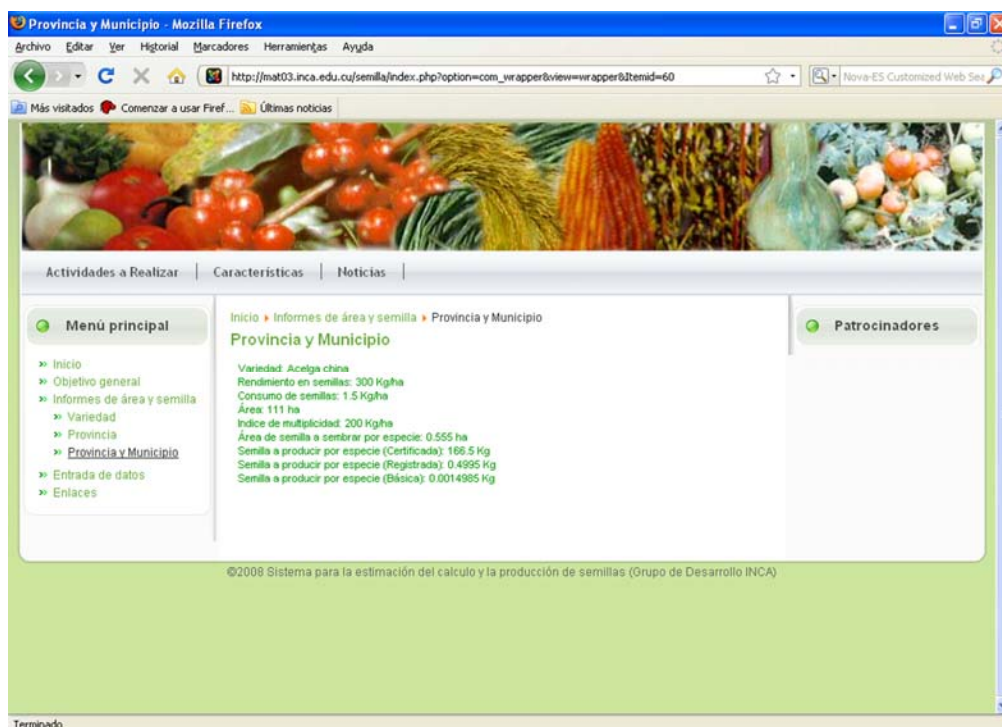 Provincia y Municipio - Mozilla Firefox
Archivo Editar Ver Historial Marcadores Herramientas Ayuda
http://mat03.inca.edu.cu/semilla/index.php?option=com_wrapper&view=wrapper&Itemid=60
Nova-ES Customized Web Sea
Más visitados Comenzar a usar Firef... Últimas noticias
Actividades a Realizar | Características | Noticias |
Menú principal
Inicio
Objetivo general
Informes de área y semilla
Variedad
Provincia
Provincia y Municipio
Entrada de datos
Enlaces
Inicio Informes de área y semilla Provincia y Municipio
Provincia y Municipio
Variedad: Acelga china
Rendimiento en semillas: 300 Kg/ha
Consumo de semillas: 1.5 Kg/ha
Área: 111 ha
Indice de multiplicidad: 200 Kg/ha
Área de semilla a sembrar por especie: 0.555 ha
Semilla a producir por especie (Certificada): 166.5 Kg
Semilla a producir por especie (Registrada): 0.4995 Kg
Semilla a producir por especie (Básica): 0.0014985 Kg
Patrocinadores
©2008 Sistema para la estimación del calculo y la producción de semillas (Grupo de Desarrollo INCA)
Terminado